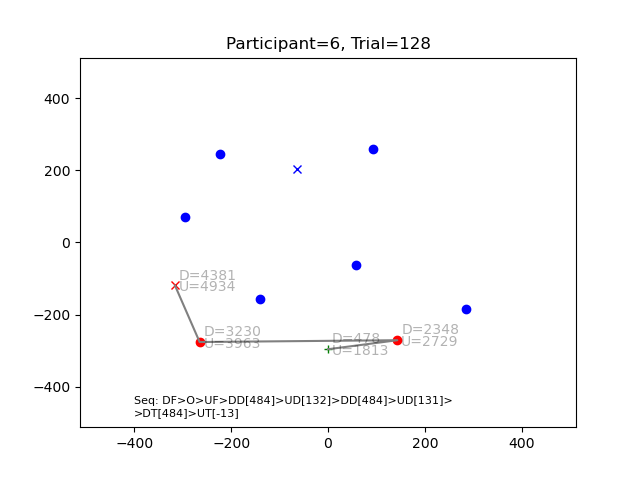 Participant=6, Trial=128
400
200
0
−200
−400
D=4381
U=4934
D=3230
U=3963
D=478
U=1813
D=2348
U=2729
Seq: DF>O>UF>DD[484]>UD[132]>DD[484]>UD[131]>
>DT[484]>UT[-13]
−400
−200
0
200
400